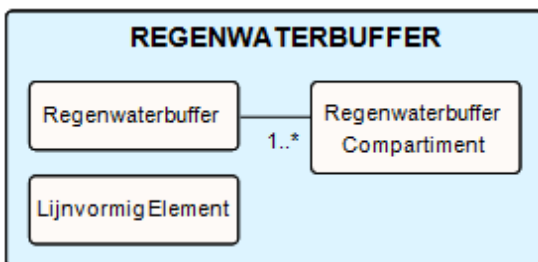 REGENWATERBUFFER
Regenwaterbuffer
1..*
Regenwaterbuffer
Compartiment
LijnvormigElement